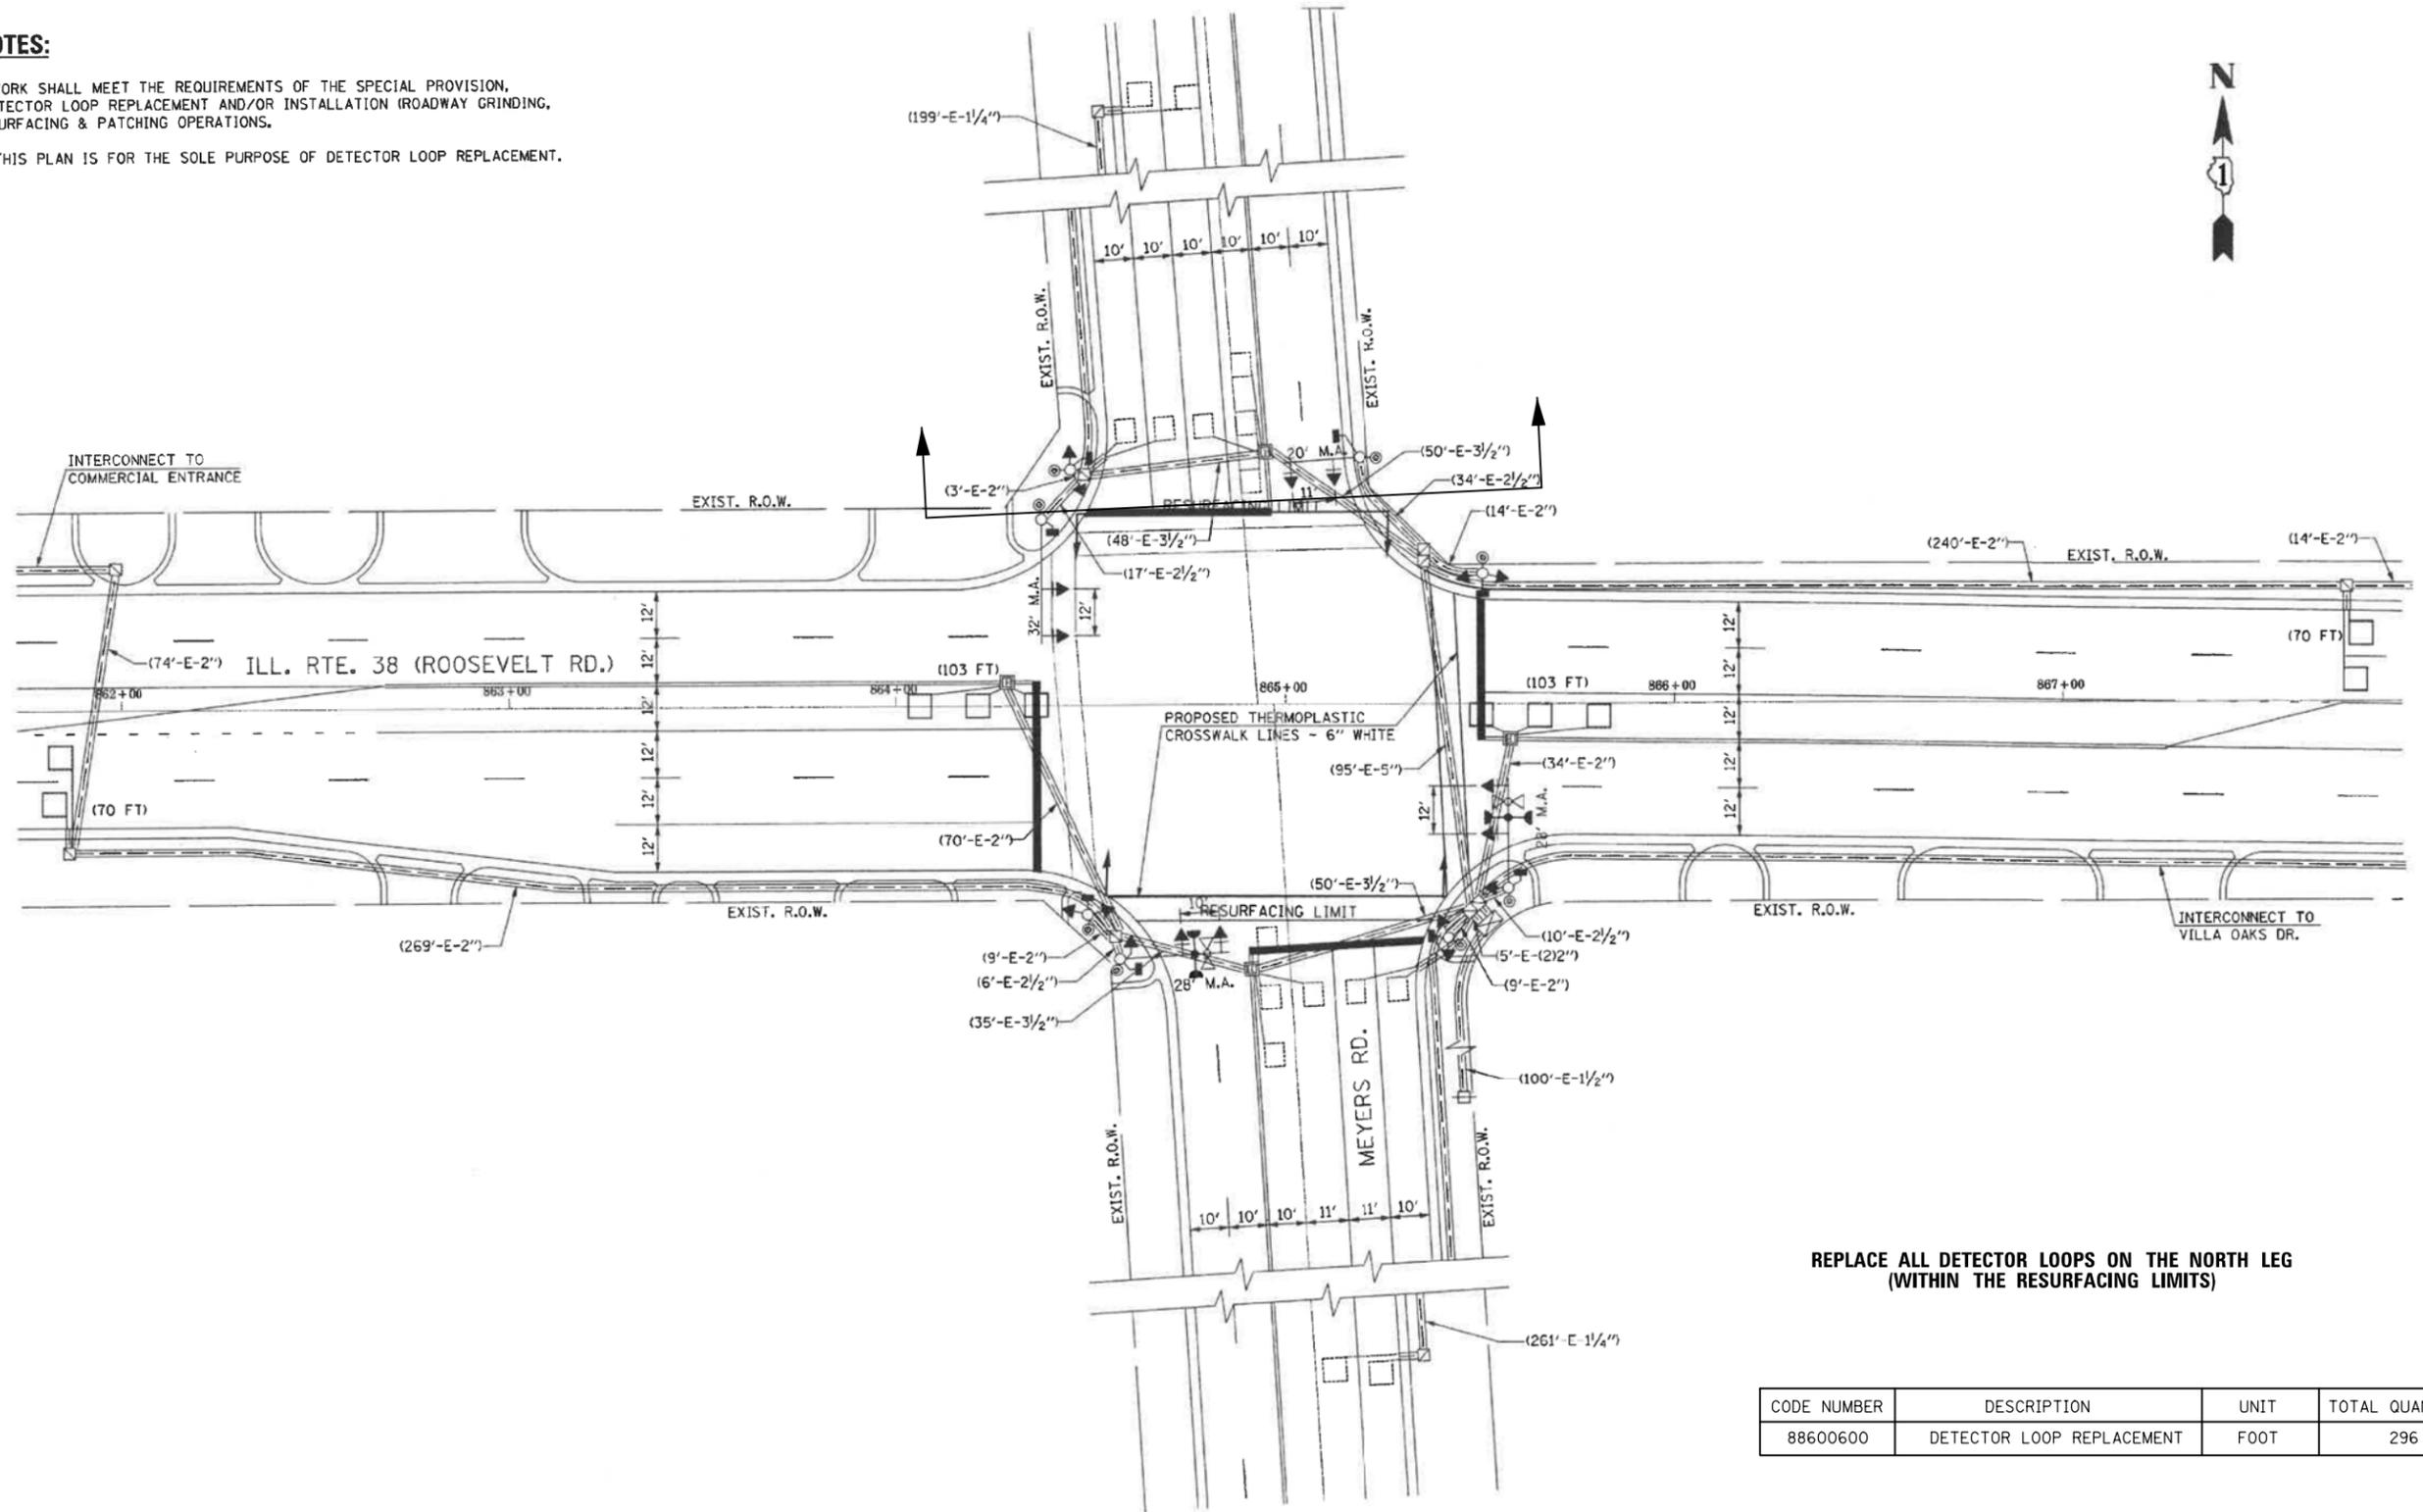 OTES:
ORK SHALL MEET THE REQUIREMENTS OF THE SPECIAL PROVISION,
TECTOR LOOP REPLACEMENT AND/OR INSTALLATION (ROADWAY GRINDING,
URFACING & PATCHING OPERATIONS.
THIS PLAN IS FOR THE SOLE PURPOSE OF DETECTOR LOOP REPLACEMENT.
N
1
(199'-E-1¼")
10' 10' 10' 10' 10' 10'
EXIST. R.O.W.
EXIST. R.O.W.
INTERCONNECT TO
COMMERCIAL ENTRANCE
EXIST. R.O.W.
(3'-E-2")
20' M.A.
(50'-E-3½")
(34'-E-2½")
11'
RESURFACING LIMIT
(14'-E-2")
(48'-E-3½")
(17'-E-2½")
(240'-E-2")
EXIST. R.O.W.
(14'-E-2")
32' M.A.
12'
12'
12'
(70 FT)
(74'-E-2")
ILL. RTE. 38 (ROOSEVELT RD.)
12'
(103 FT)
(103 FT)
12'
862+00
863+00
864+00
865+00
866+00
867+00
12'
12'
PROPOSED THERMOPLASTIC
CROSSWALK LINES ~ 6" WHITE
12'
12'
(95'-E-5")
(34'-E-2")
(70 FT)
12'
12'
12'
28' M.A.
(70'-E-2")
12'
(50'-E-3½")
10'
RESURFACING LIMIT
EXIST. R.O.W.
EXIST. R.O.W.
INTERCONNECT TO
VILLA OAKS DR.
(269'-E-2")
(9'-E-2")
(10'-E-2½")
(5'-E-(2)2")
(6'-E-2½")
28' M.A.
(9'-E-2")
(35'-E-3½")
MEYERS RD.
(100'-E-1½")
EXIST. R.O.W.
EXIST. R.O.W.
10' 10' 10' 11' 11' 10'
REPLACE ALL DETECTOR LOOPS ON THE NORTH LEG
(WITHIN THE RESURFACING LIMITS)
(261'-E-1¼")
CODE NUMBER DESCRIPTION UNIT TOTAL QUA
88600600 DETECTOR LOOP REPLACEMENT FOOT 296